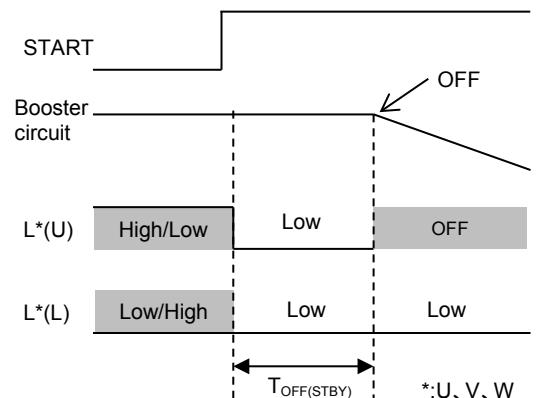 START
OFF
Booster
circuit
L*(U) High/Low Low OFF
L*(L) Low/High Low Low
TOFF(STBY) *:U、V、W